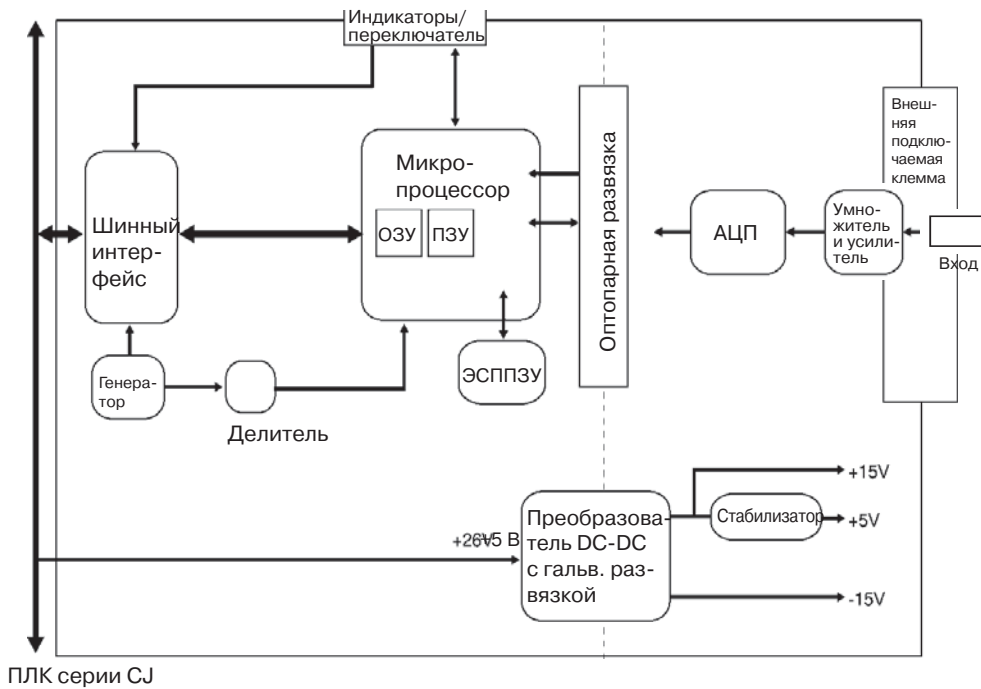 Индикаторы/
переключатель
Внеш-
няя
подклю-
чаемая
клемма
Микро-
процессор
ОЗУ
ПЗУ
Оптопарная развязка
Шинный
интер-
фейс
АЦП
Умно-
житель
и усили-
тель
Вход
Генера-
тор
ЭСППЗУ
Делитель
+15V
Преобразова-
тель DC-DC
с гальв. раз-
вязкой
Стабилизатор
+5V
+26V
+5 В
-15V
ПЛК серии CJ